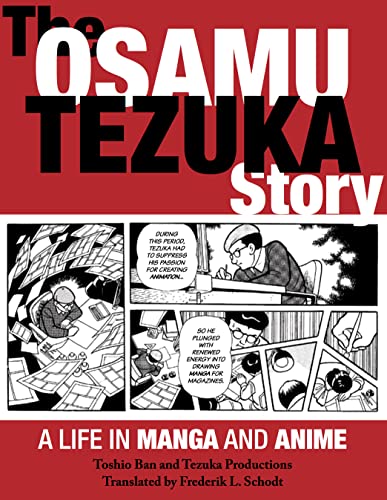 The
OSAMU
TEZUKA
Story
DURING
THIS PERIOD,
TEZUKA HAD
TO SUPPRESS
HIS PASSION
FOR CREATING
ANIMATION...
SO HE
PLUNGED
WITH
RENEWED
ENERGY INTO
DRAWING
MANGA FOR
MAGAZINES.
A LIFE IN MANGA AND ANIME
Toshio Ban and Tezuka Productions
Translated by Frederik L. Schodt